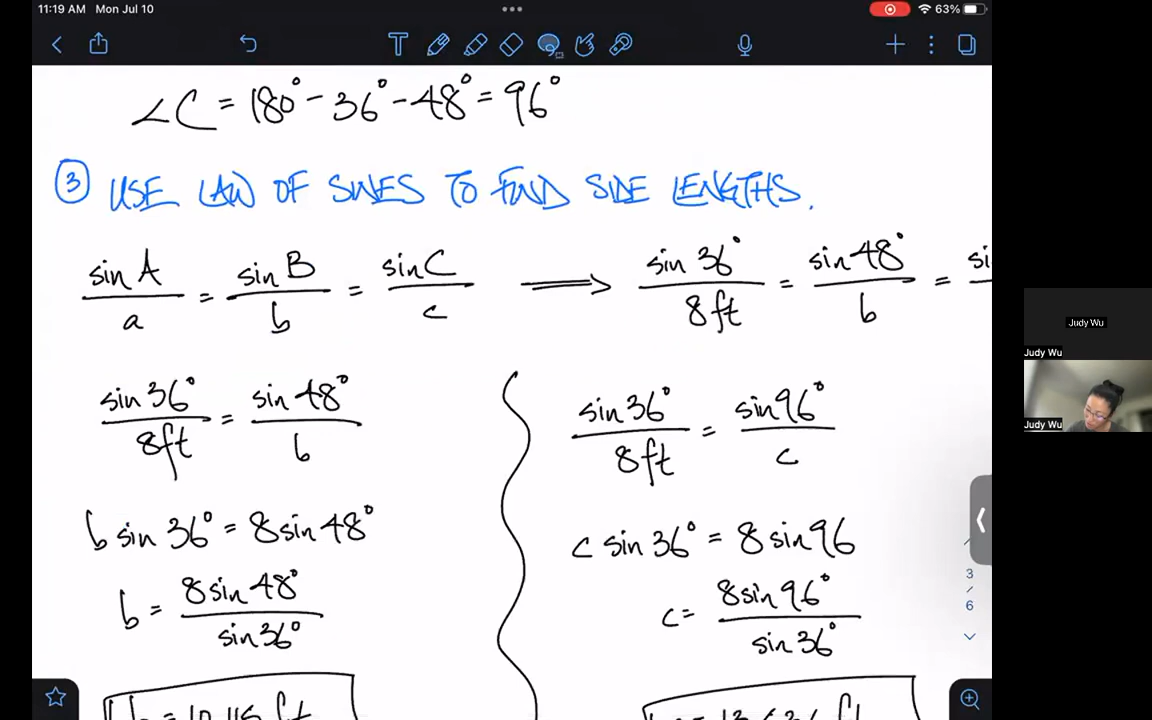 11:19 AM Mon Jul 10
63%
∠C = 180° - 36° - 48° = 96°
③ USE LAW OF SINES TO FIND SIDE LENGTHS.
sin A / a = sin B / b = sin C / c ⟹ sin 36° / 8ft = sin 48° / b = si
sin 36° / 8ft = sin 48° / b
b sin 36° = 8 sin 48°
b = 8 sin 48° / sin 36°
sin 36° / 8ft = sin 96° / c
c sin 36° = 8 sin 96
c = 8 sin 96° / sin 36°
3 / 6
Judy Wu
Judy Wu
Judy Wu